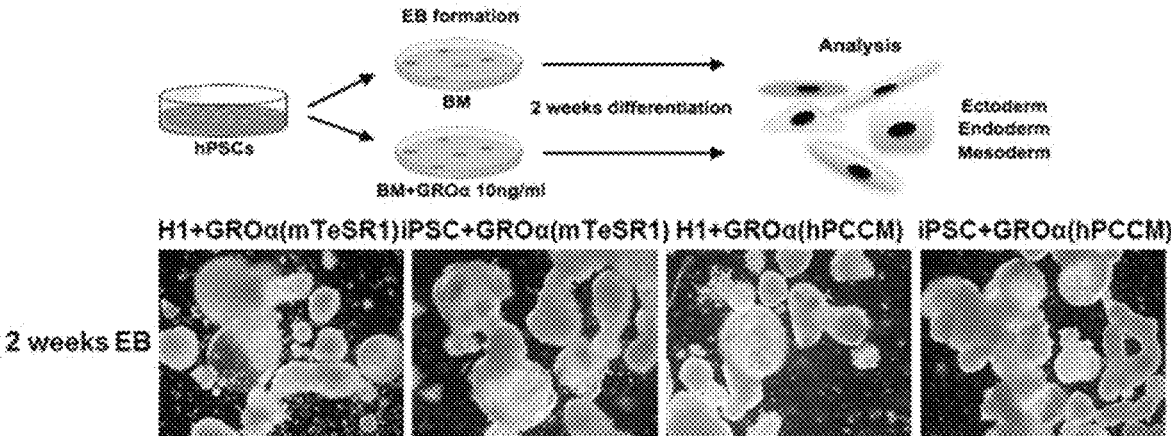 EB formation
Analysis
BM
2 weeks differentiation
hPSCs
Ectoderm
Endoderm
Mesoderm
BM+GROα 10ng/ml
H1+GROα(mTeSR1) iPSC+GROα(mTeSR1) H1+GROα(hPCCM) iPSC+GROα(hPCCM)
2 weeks EB